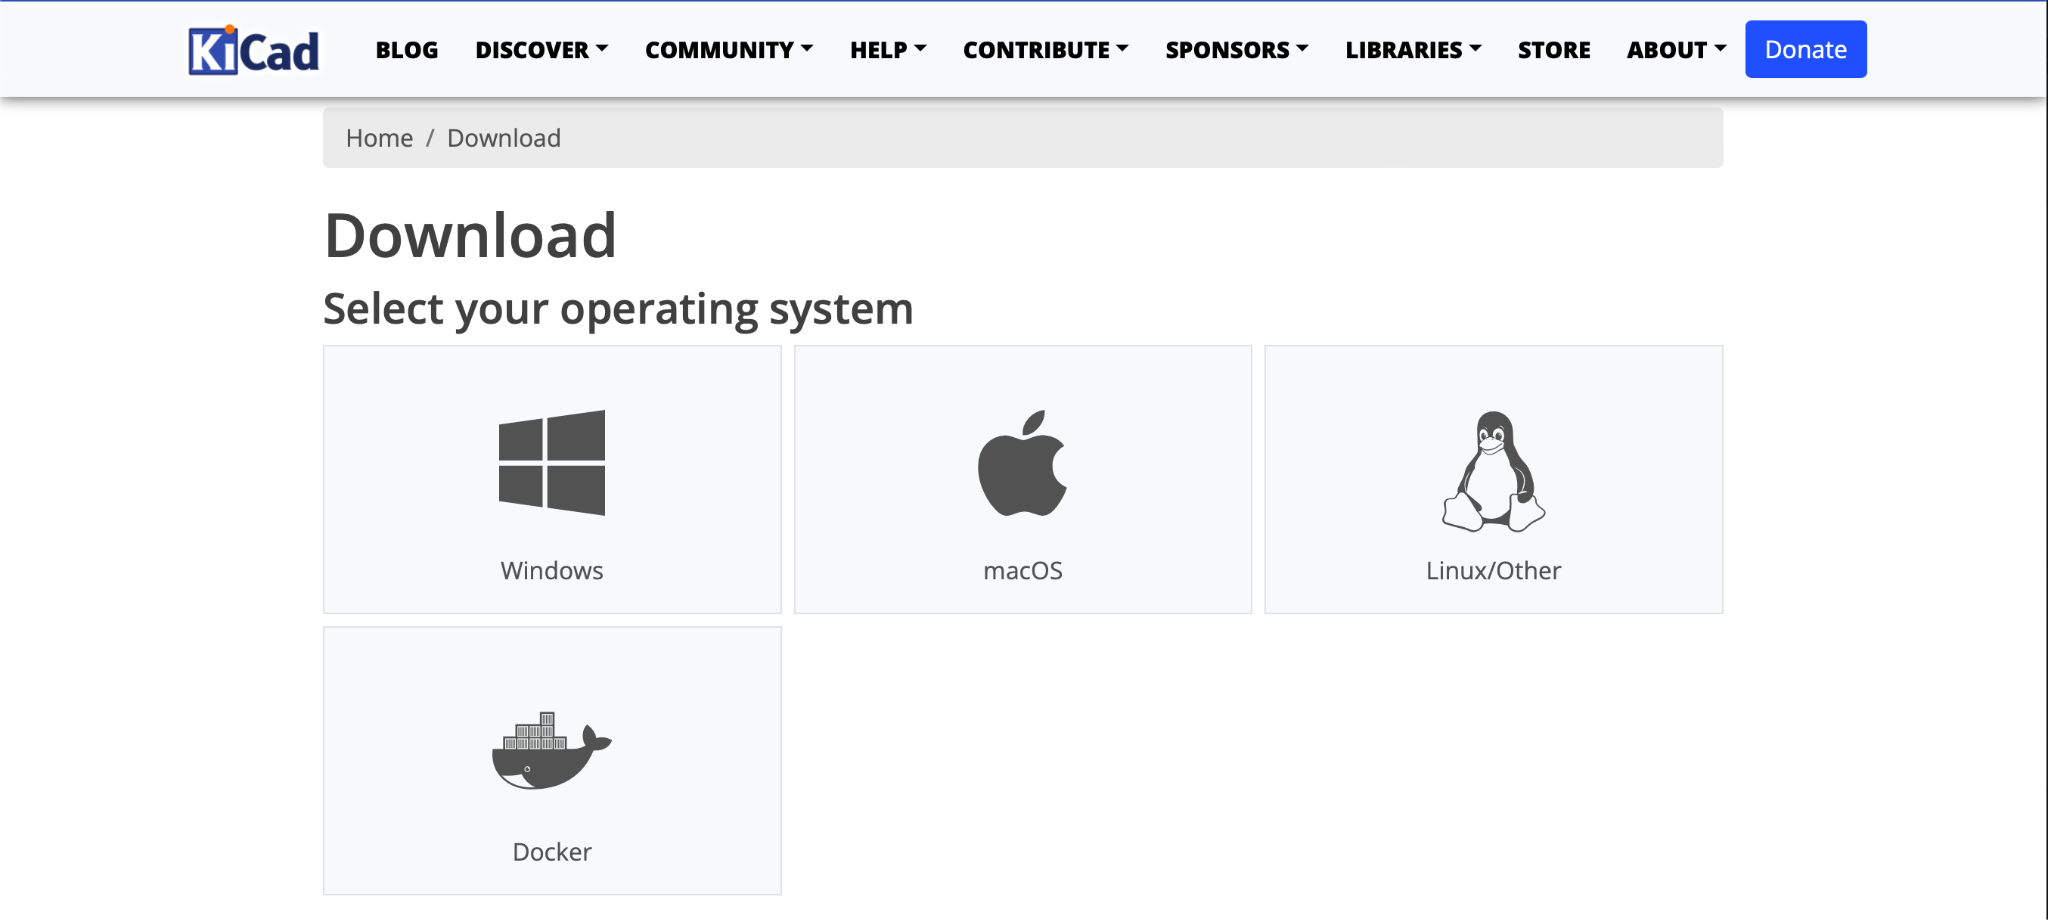 KiCad BLOG DISCOVER COMMUNITY HELP CONTRIBUTE SPONSORS LIBRARIES STORE ABOUT Donate
Home / Download
Download
Select your operating system
Windows macOS Linux/Other
Docker